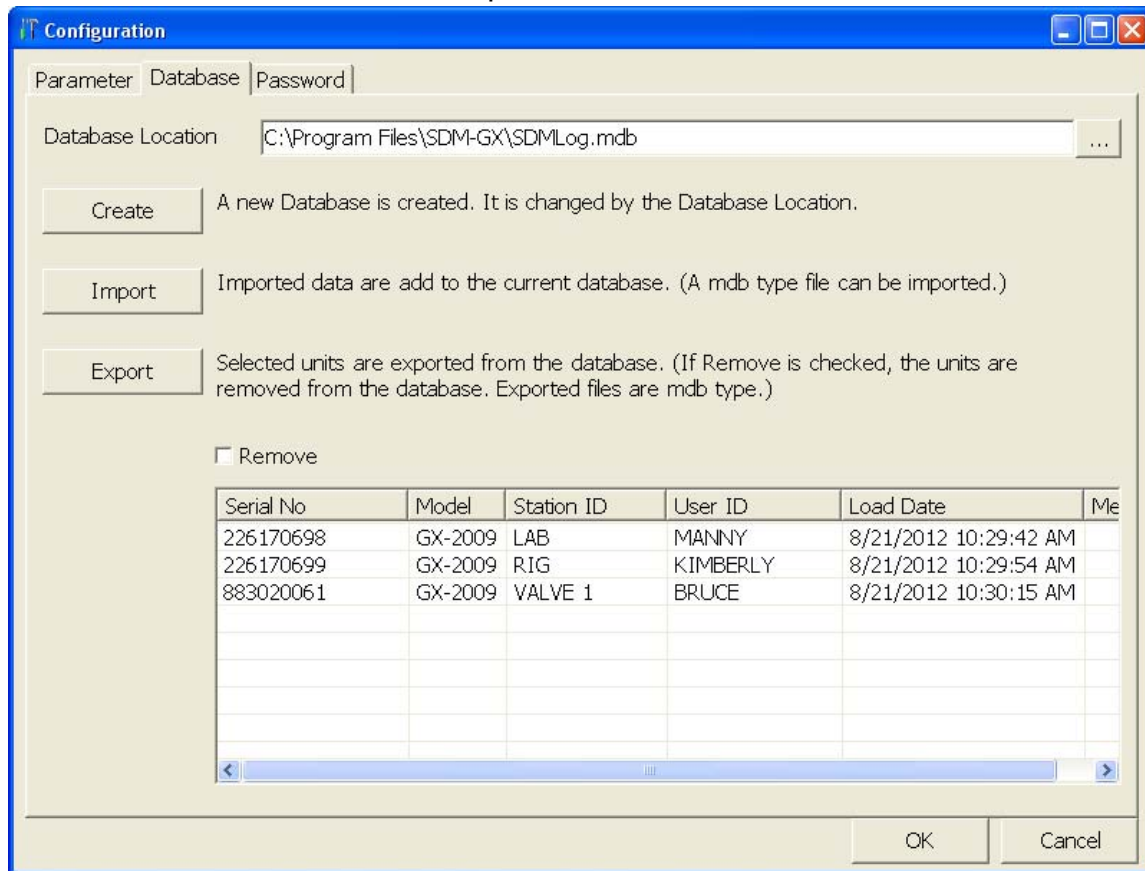 Configuration
Parameter Database Password
Database Location C:\Program Files\SDM-GX\SDMLog.mdb ...
Create A new Database is created. It is changed by the Database Location.
Import Imported data are add to the current database. (A mdb type file can be imported.)
Export Selected units are exported from the database. (If Remove is checked, the units are
removed from the database. Exported files are mdb type.)
Remove
Serial No Model Station ID User ID Load Date Me
226170698 GX-2009 LAB MANNY 8/21/2012 10:29:42 AM
226170699 GX-2009 RIG KIMBERLY 8/21/2012 10:29:54 AM
883020061 GX-2009 VALVE 1 BRUCE 8/21/2012 10:30:15 AM
OK Cancel